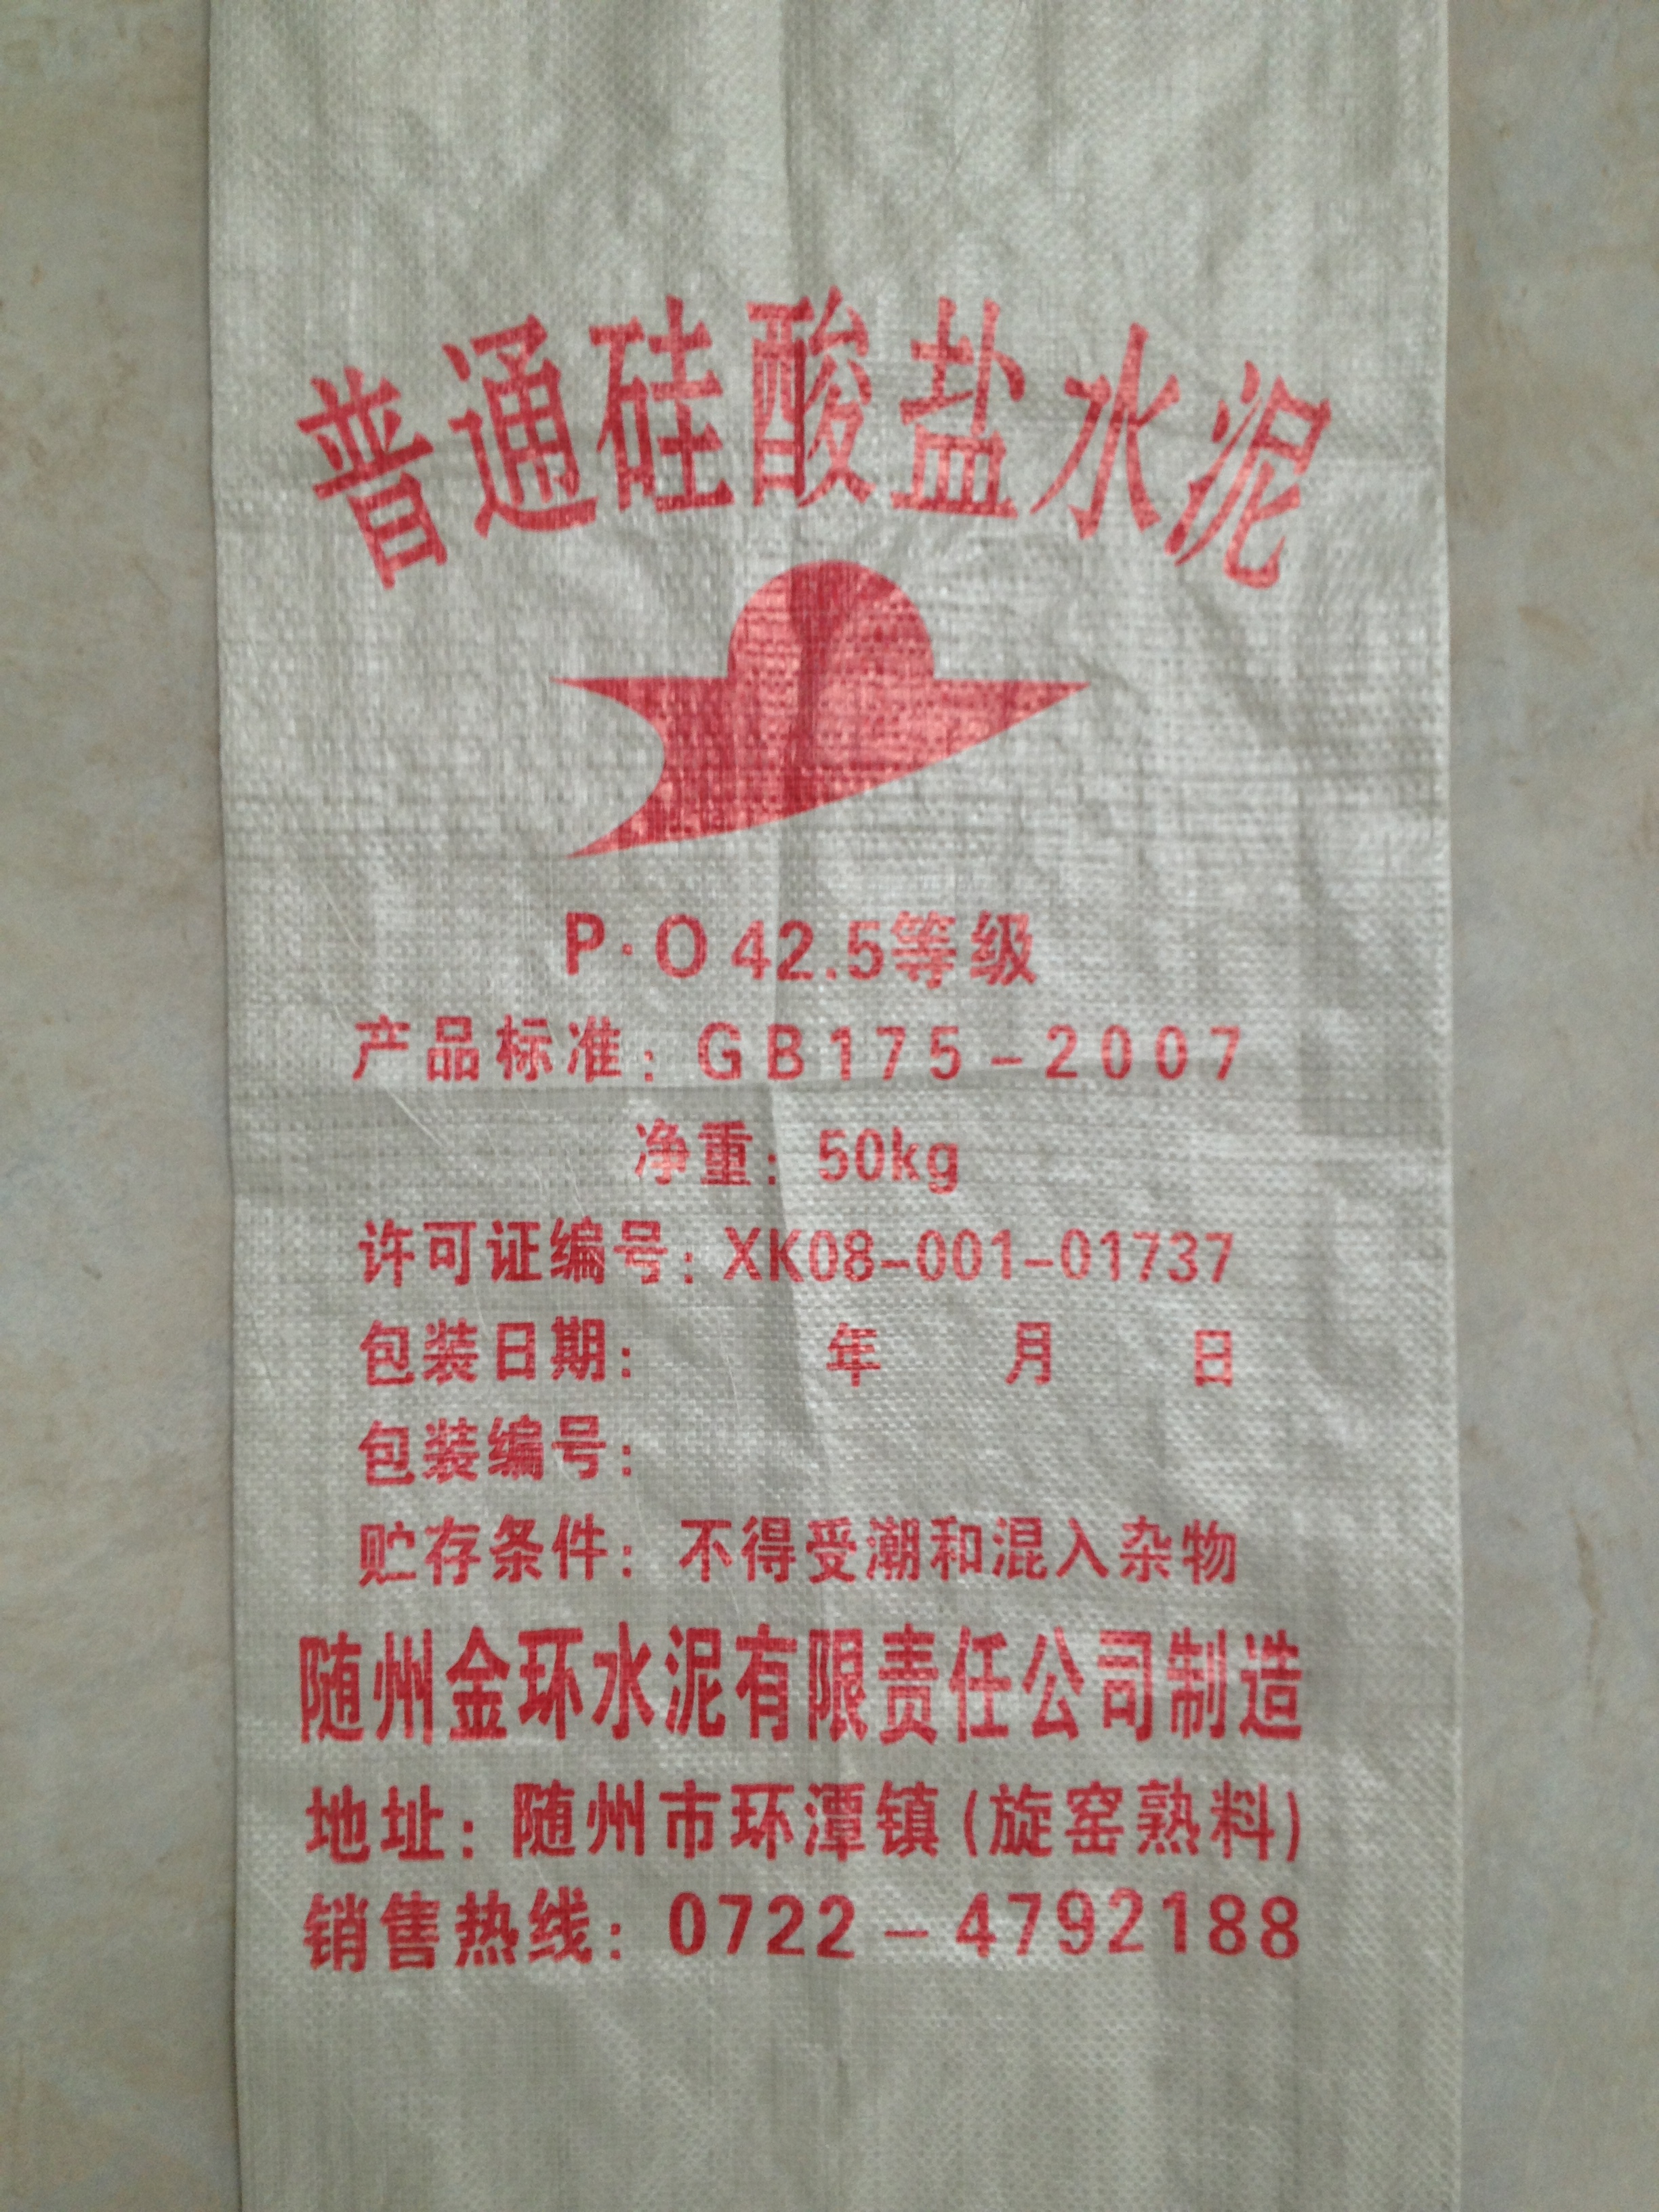 普通硅酸盐水泥
P·O 42.5等级
产品标准：GB175-2007
净重：50kg
许可证编号：XK08-001-01737
包装日期： 年 月 日
包装编号：
贮存条件：不得受潮和混入杂物
随州金环水泥有限责任公司制造
地址：随州市环潭镇(旋窑熟料)
销售热线：0722-4792188